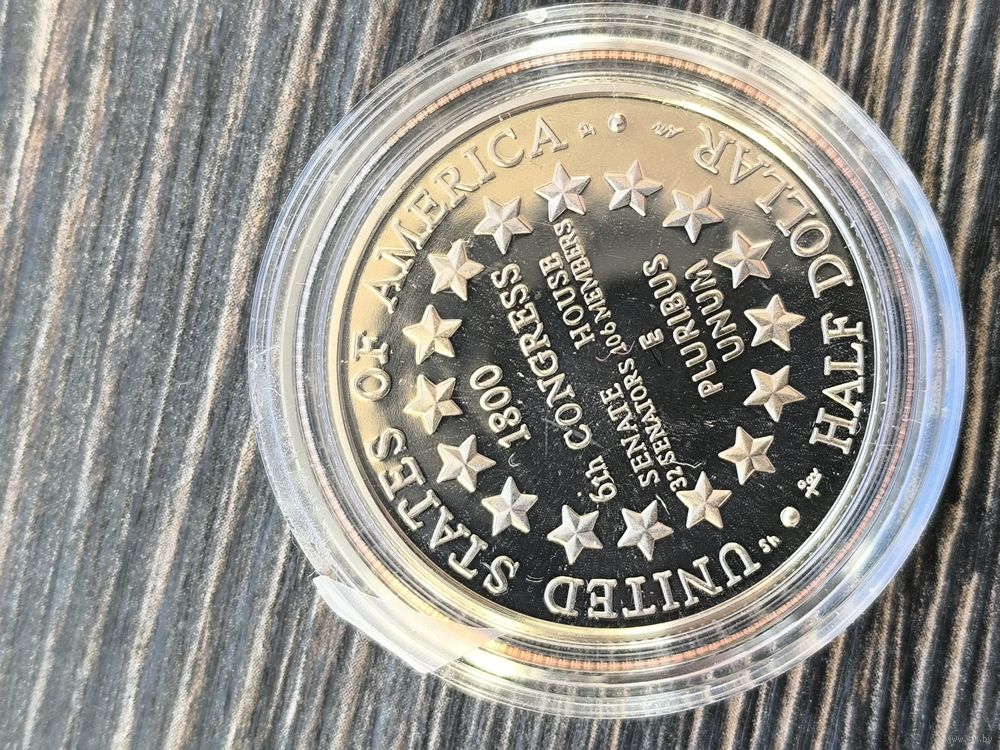 UNITED STATES OF AMERICA
1800
6th CONGRESS
SENATE HOUSE
32 SENATORS 106 MEMBERS
E
PLURIBUS
UNUM
HALF DOLLAR